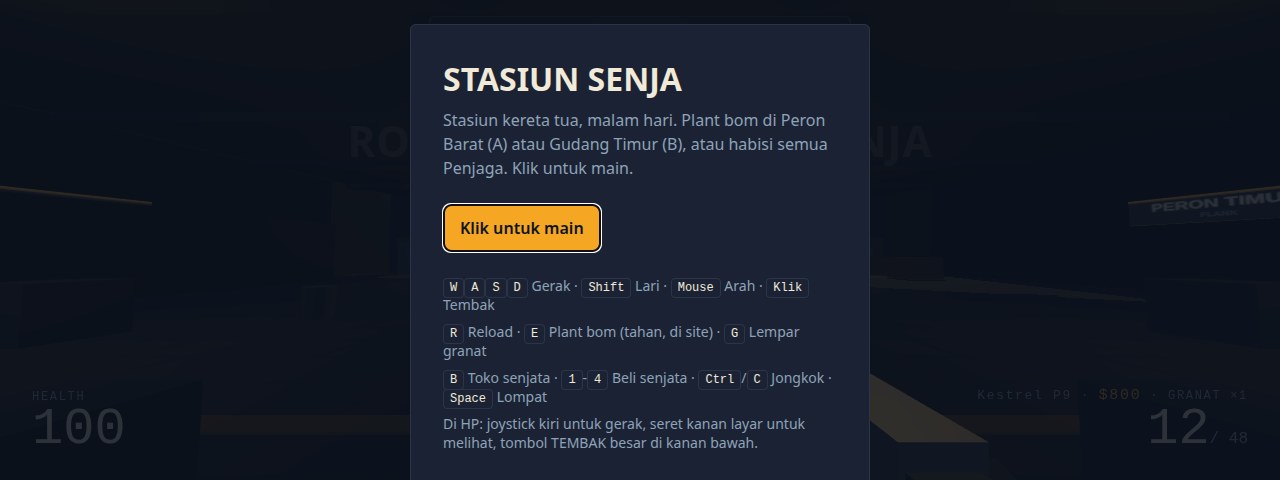 STASIUN SENJA
Stasiun kereta tua, malam hari. Plant bom di Peron
Barat (A) atau Gudang Timur (B), atau habisi semua
Penjaga. Klik untuk main.
Klik untuk main
W A S D Gerak · Shift Lari · Mouse Arah · Klik
Tembak
R Reload · E Plant bom (tahan, di site) · G Lempar
granat
B Toko senjata · 1-4 Beli senjata · Ctrl/C Jongkok ·
Space Lompat
Di HP: joystick kiri untuk gerak, seret kanan layar untuk
melihat, tombol TEMBAK besar di kanan bawah.
RO
NJA
PERON TIMU
HEALTH
100
Kestrel P9 · $800 · GRANAT ×1
12 / 48